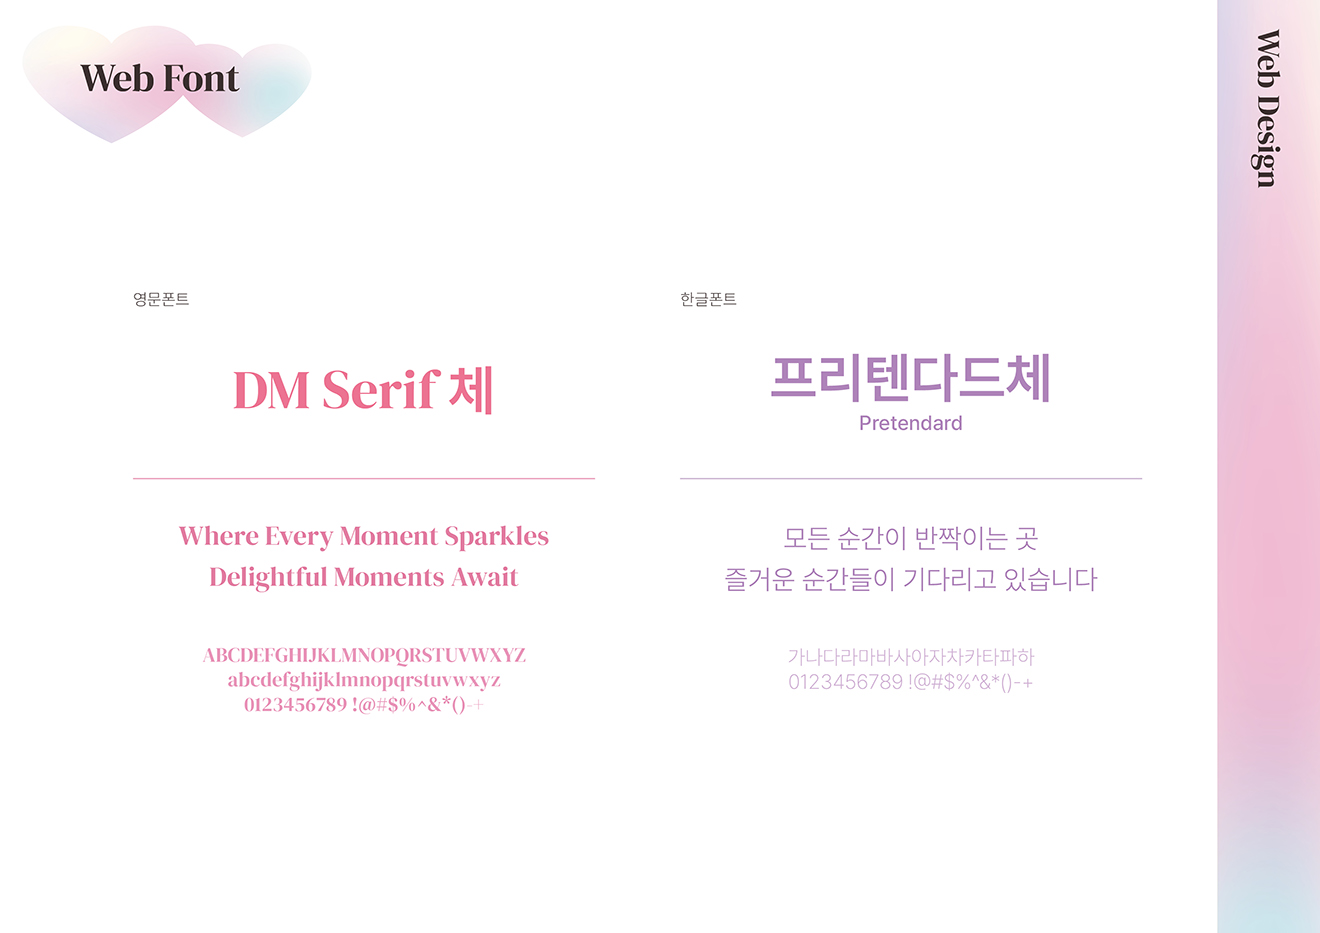 Web Font
Web Design
영문폰트
DM Serif 체
Where Every Moment Sparkles
Delightful Moments Await
ABCDEFGHIJKLMNOPQRSTUVWXYZ
abcdefghijklmnopqrstuvwxyz
0123456789 !@#$%^&*()-+
한글폰트
프리텐다드체
Pretendard
모든 순간이 반짝이는 곳
즐거운 순간들이 기다리고 있습니다
가나다라마바사아자차카타파하
0123456789 !@#$%^&*()-+